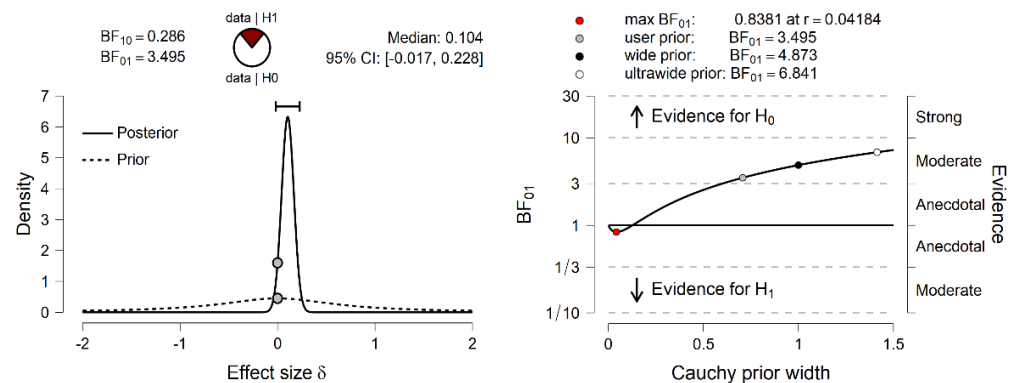 data | H1
BF₁₀ = 0.286
BF₀₁ = 3.495
Median: 0.104
95% CI: [-0.017, 0.228]
data | H0
7
6
5
4
3
2
1
0
Density
Posterior
Prior
-2
-1
0
1
2
Effect size δ
max BF₀₁: 0.8381 at r = 0.04184
user prior: BF₀₁ = 3.495
wide prior: BF₀₁ = 4.873
ultrawide prior: BF₀₁ = 6.841
30
10
3
1
1/3
1/10
BF₀₁
Evidence for H₀
Evidence for H₁
Strong
Moderate
Anecdotal
Anecdotal
Moderate
Evidence
0
0.5
1
1.5
Cauchy prior width